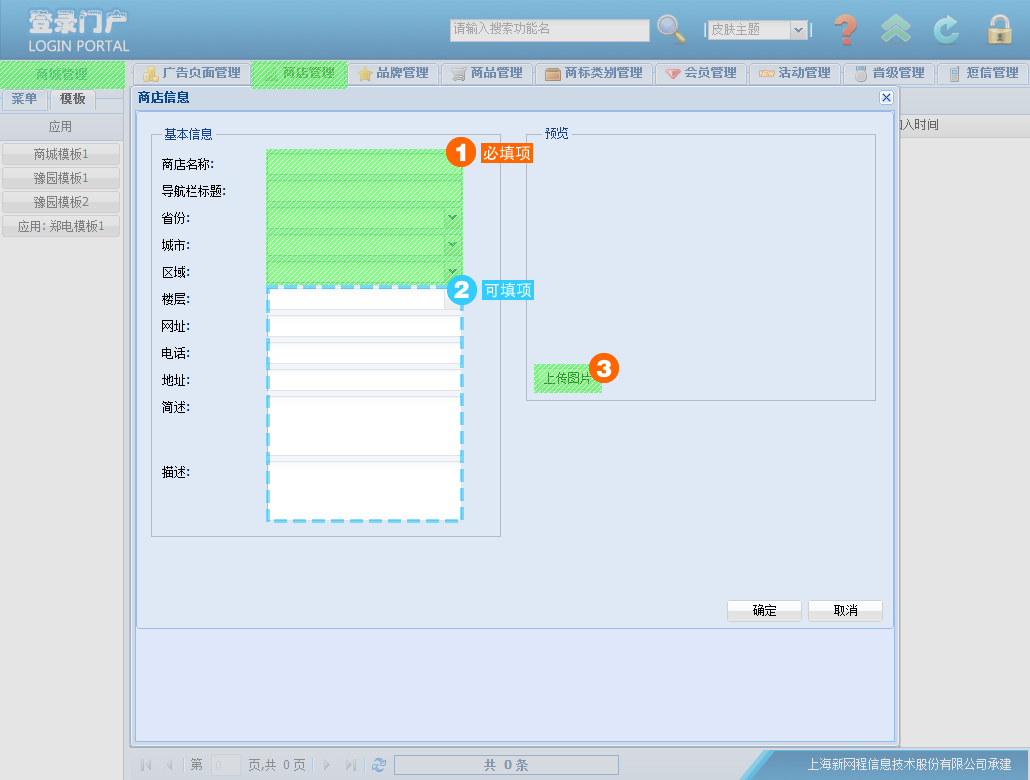 登录门户
LOGIN PORTAL
请输入搜索功能名
皮肤主题
商城管理
广告页面管理
商店管理
品牌管理
商品管理
商标类别管理
会员管理
活动管理
首级管理
短信管理
菜单
模板
商店信息
应用
商城模板1
豫园模板1
豫园模板2
应用: 郑电模板1
入时间
基本信息
商店名称:
1 必填项
导航栏标题:
省份:
城市:
区域:
楼层:
2 可填项
网址:
电话:
地址:
简述:
描述:
预览
上传图片
3
确定
取消
第 0 页,共 0 页
共 0 条
上海新网程信息技术股份有限公司承建